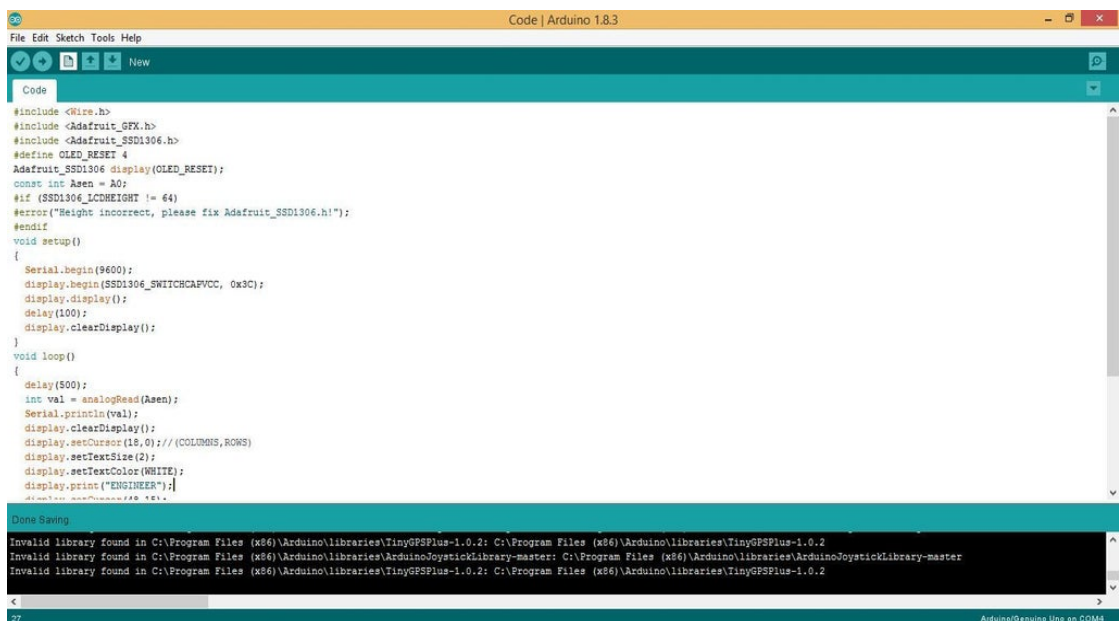 Code | Arduino 1.8.3
File Edit Sketch Tools Help
New
Code
#include <Wire.h>
#include <Adafruit_GFX.h>
#include <Adafruit_SSD1306.h>
#define OLED_RESET 4
Adafruit_SSD1306 display(OLED_RESET);
const int Asen = A0;
#if (SSD1306_LCDHEIGHT != 64)
#error("Height incorrect, please fix Adafruit_SSD1306.h!");
#endif
void setup()
{
  Serial.begin(9600);
  display.begin(SSD1306_SWITCHCAPVCC, 0x3C);
  display.display();
  delay(100);
  display.clearDisplay();
}
void loop()
{
  delay(500);
  int val = analogRead(Asen);
  Serial.println(val);
  display.clearDisplay();
  display.setCursor(18,0);//(COLUMNS,ROWS)
  display.setTextSize(2);
  display.setTextColor(WHITE);
  display.print("ENGINEER");
  display.setCursor(48,15);
Done Saving.
Invalid library found in C:\Program Files (x86)\Arduino\libraries\TinyGPSPlus-1.0.2: C:\Program Files (x86)\Arduino\libraries\TinyGPSPlus-1.0.2
Invalid library found in C:\Program Files (x86)\Arduino\libraries\ArduinoJoystickLibrary-master: C:\Program Files (x86)\Arduino\libraries\ArduinoJoystickLibrary-master
Invalid library found in C:\Program Files (x86)\Arduino\libraries\TinyGPSPlus-1.0.2: C:\Program Files (x86)\Arduino\libraries\TinyGPSPlus-1.0.2
27
Arduino/Genuino Uno on COM4